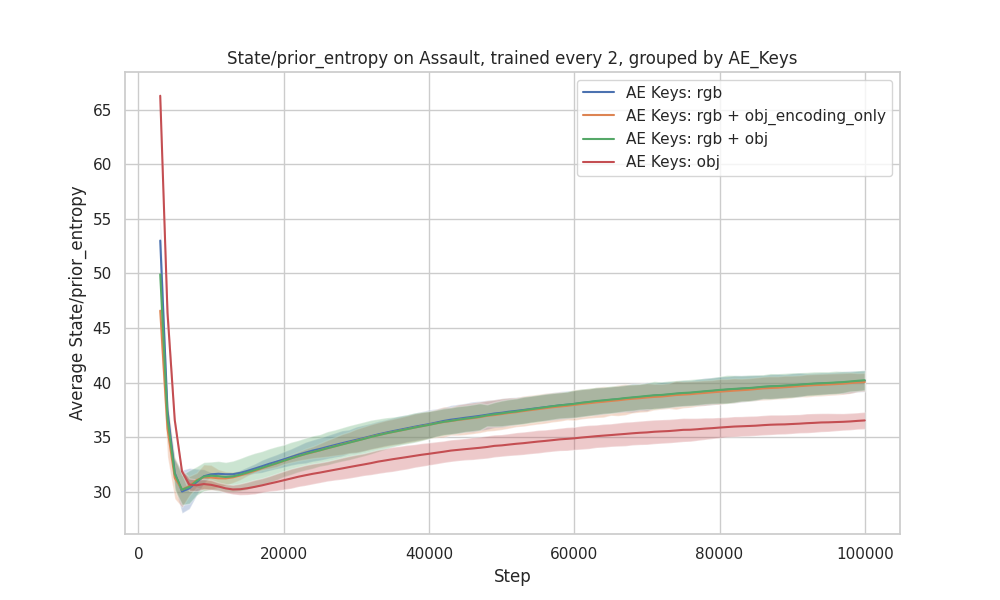 State/prior_entropy on Assault, trained every 2, grouped by AE_Keys
AE Keys: rgb
AE Keys: rgb + obj_encoding_only
AE Keys: rgb + obj
AE Keys: obj
Average State/prior_entropy
65
60
55
50
45
40
35
30
0
20000
40000
60000
80000
100000
Step